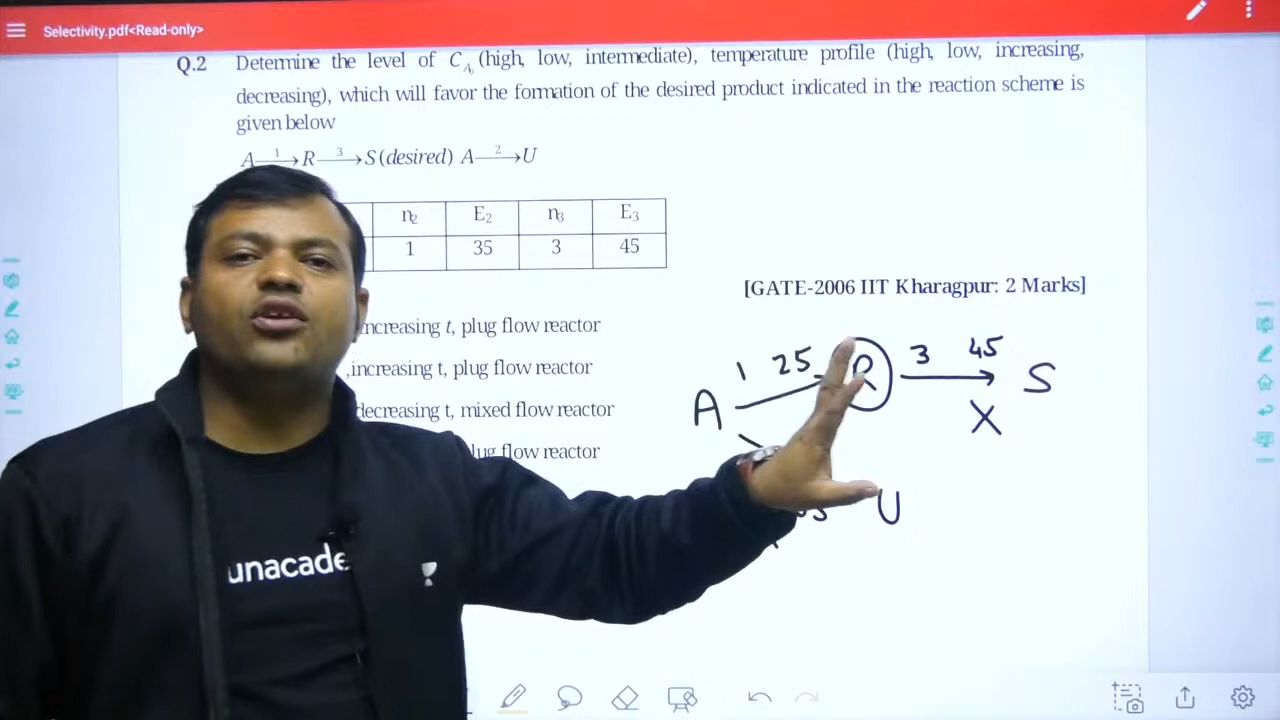 Selectivity.pdf<Read-only>
Q.2 Determine the level of C_A0 (high, low, intermediate), temperature profile (high, low, increasing,
decreasing), which will favor the formation of the desired product indicated in the reaction scheme is
given below
A —1→ R —3→ S (desired) A —2→ U
n2 E2 n3 E3
1 35 3 45
[GATE-2006 IIT Kharagpur: 2 Marks]
increasing t, plug flow reactor
,increasing t, plug flow reactor
decreasing t, mixed flow reactor
flow reactor
1 25 R 3 45
A → S
X
U
unacade